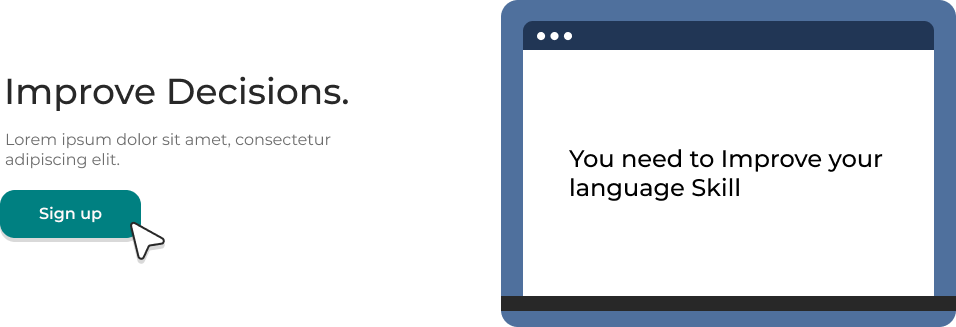 Improve Decisions.
Lorem ipsum dolor sit amet, consectetur
adipiscing elit.
Sign up
You need to Improve your
language Skill